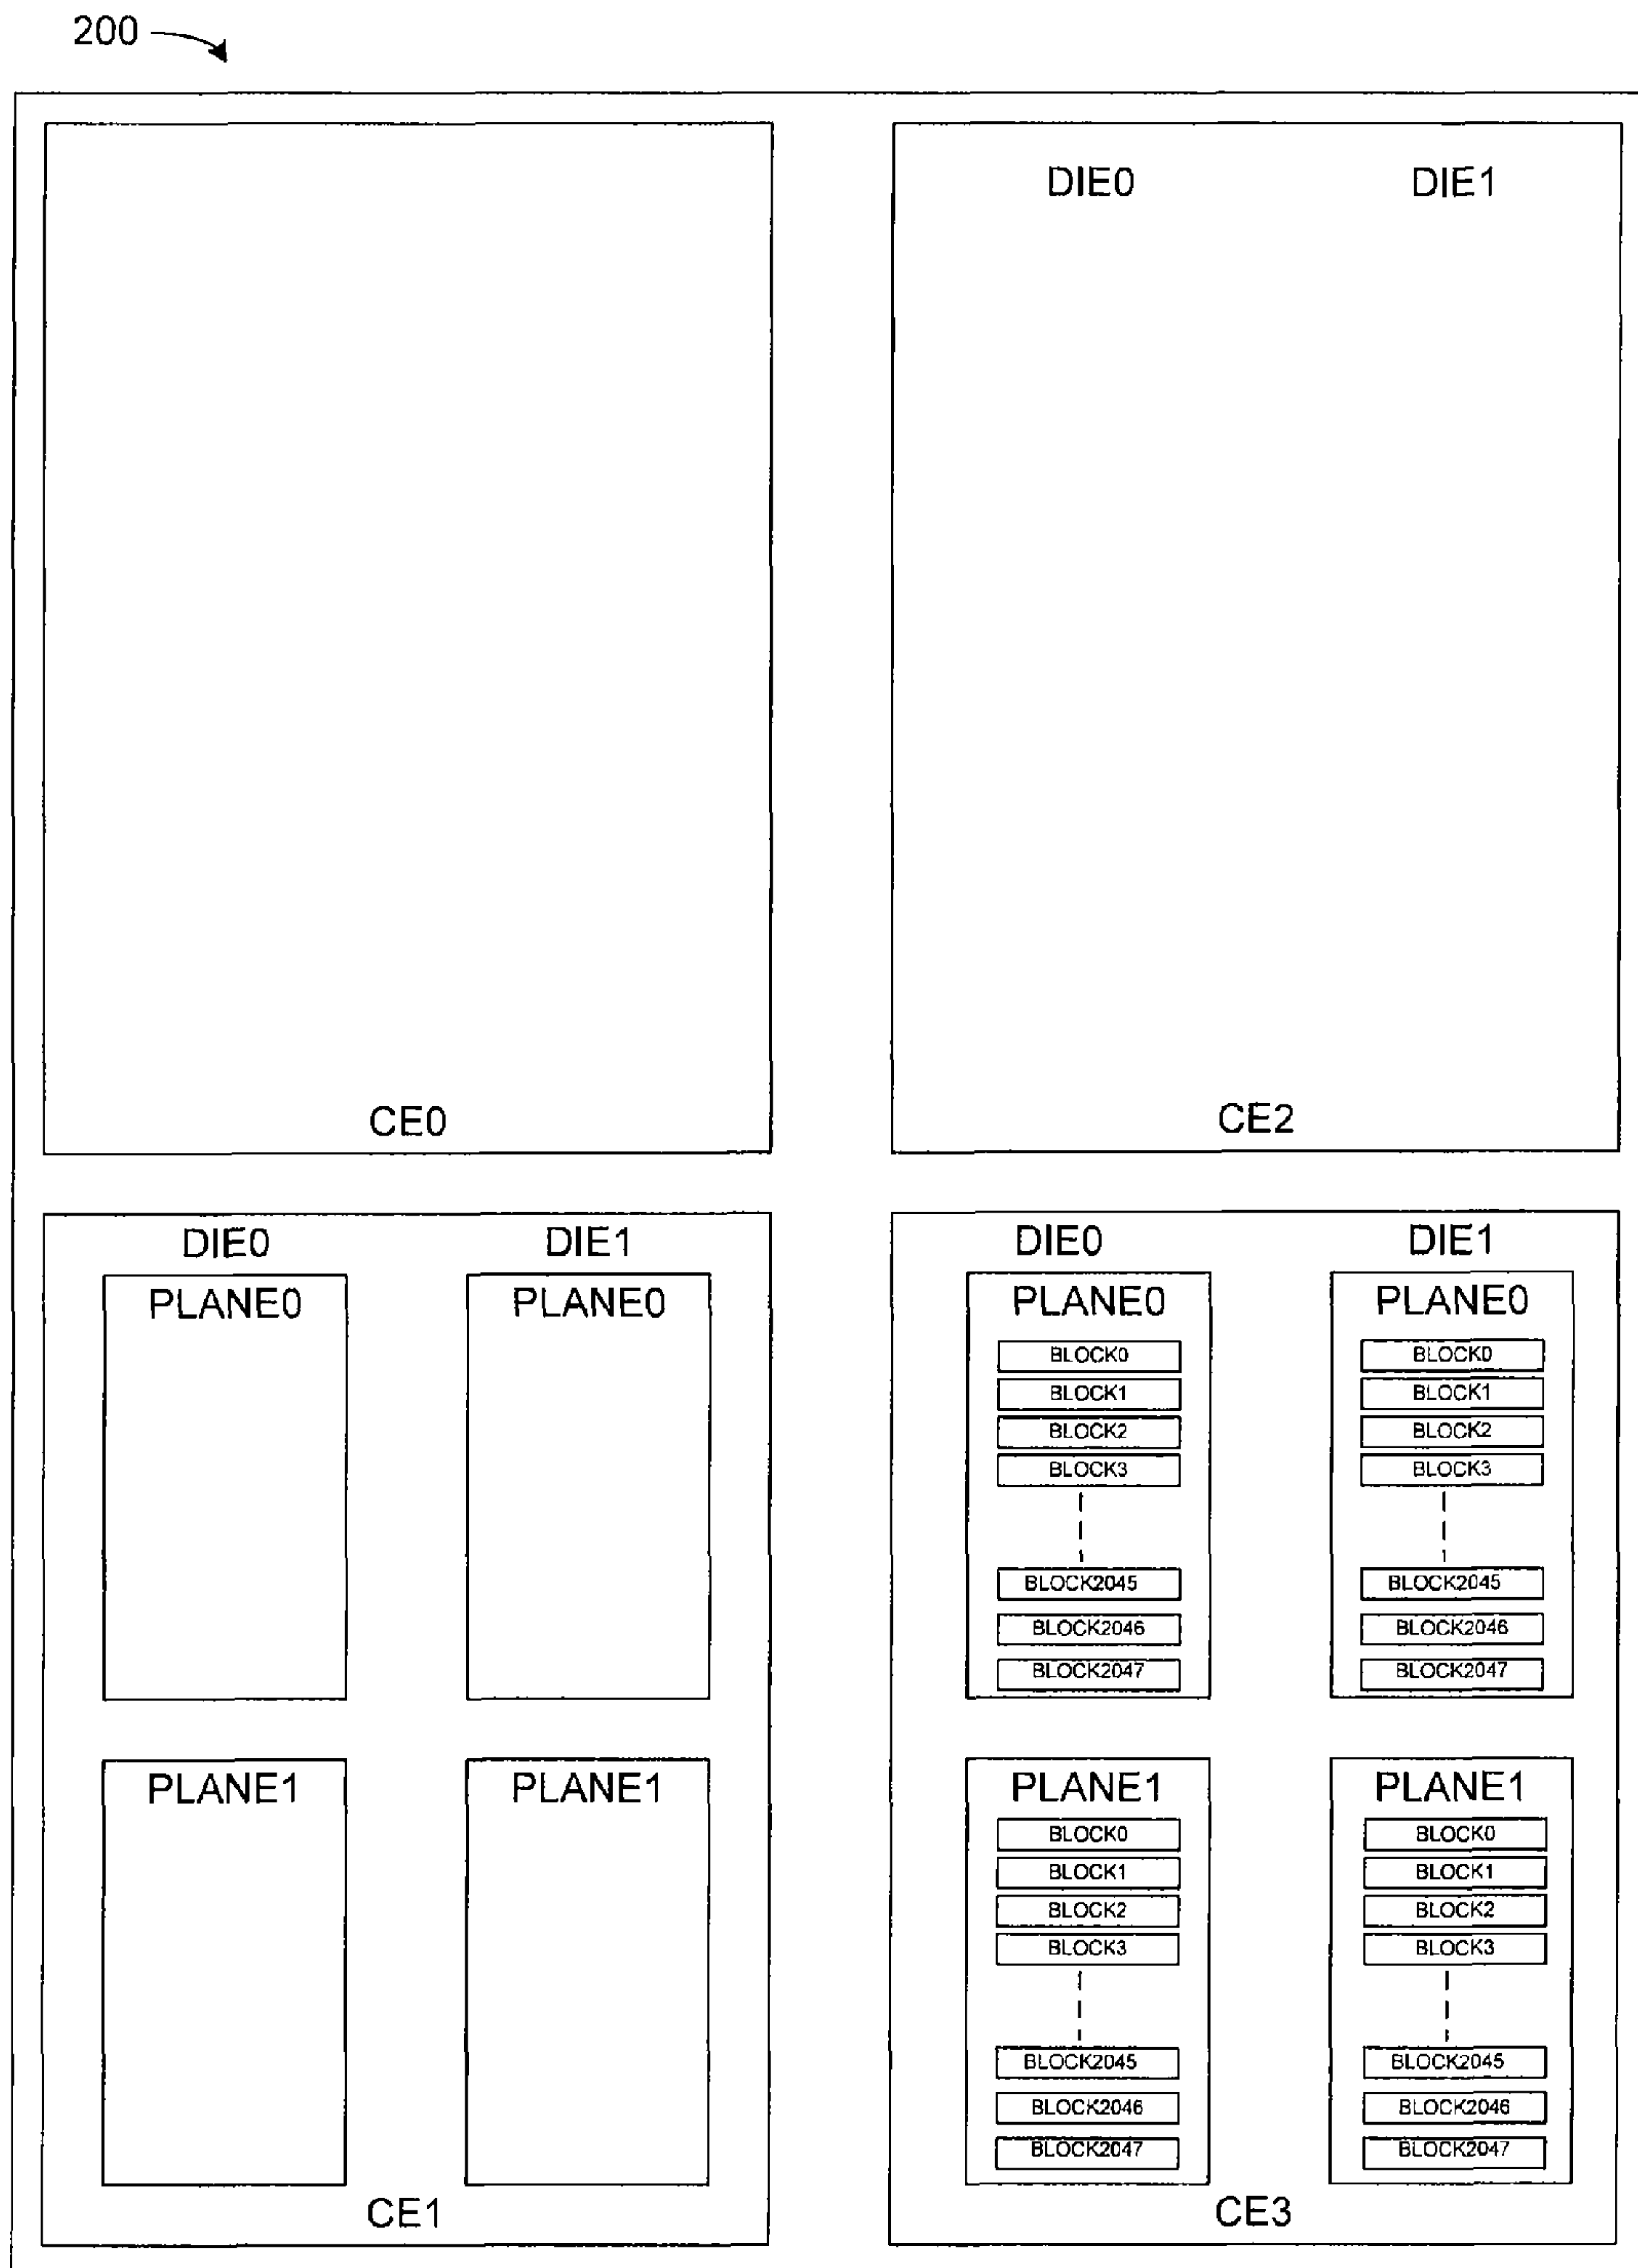 200
DIE0 DIE1
CE0 CE2
DIE0 DIE1
PLANE0 PLANE0
PLANE1 PLANE1
CE1
DIE0 DIE1
PLANE0
BLOCK0
BLOCK1
BLOCK2
BLOCK3
BLOCK2045
BLOCK2046
BLOCK2047
PLANE0
BLOCK0
BLOCK1
BLOCK2
BLOCK3
BLOCK2045
BLOCK2046
BLOCK2047
PLANE1
BLOCK0
BLOCK1
BLOCK2
BLOCK3
BLOCK2045
BLOCK2046
BLOCK2047
PLANE1
BLOCK0
BLOCK1
BLOCK2
BLOCK3
BLOCK2045
BLOCK2046
BLOCK2047
CE3